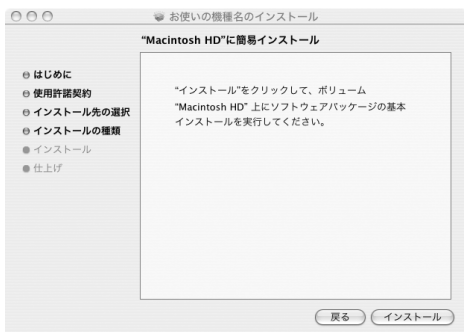 お使いの機種名のインストール
“Macintosh HD”に簡易インストール
はじめに
使用許諾契約
インストール先の選択
インストールの種類
インストール
仕上げ
“インストール”をクリックして、ボリューム
“Macintosh HD” 上にソフトウェアパッケージの基本
インストールを実行してください。
戻る
インストール